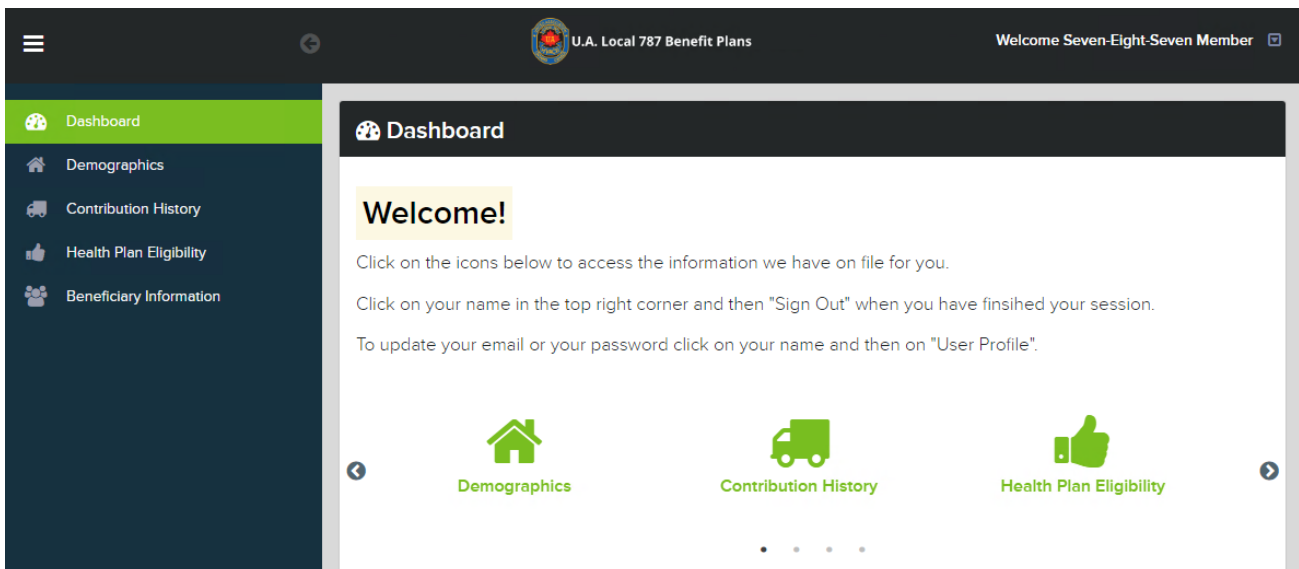 U.A. Local 787 Benefit Plans
Welcome Seven-Eight-Seven Member
Dashboard
Demographics
Contribution History
Health Plan Eligibility
Beneficiary Information
Dashboard
Welcome!
Click on the icons below to access the information we have on file for you.
Click on your name in the top right corner and then "Sign Out" when you have finsihed your session.
To update your email or your password click on your name and then on "User Profile".
Demographics
Contribution History
Health Plan Eligibility